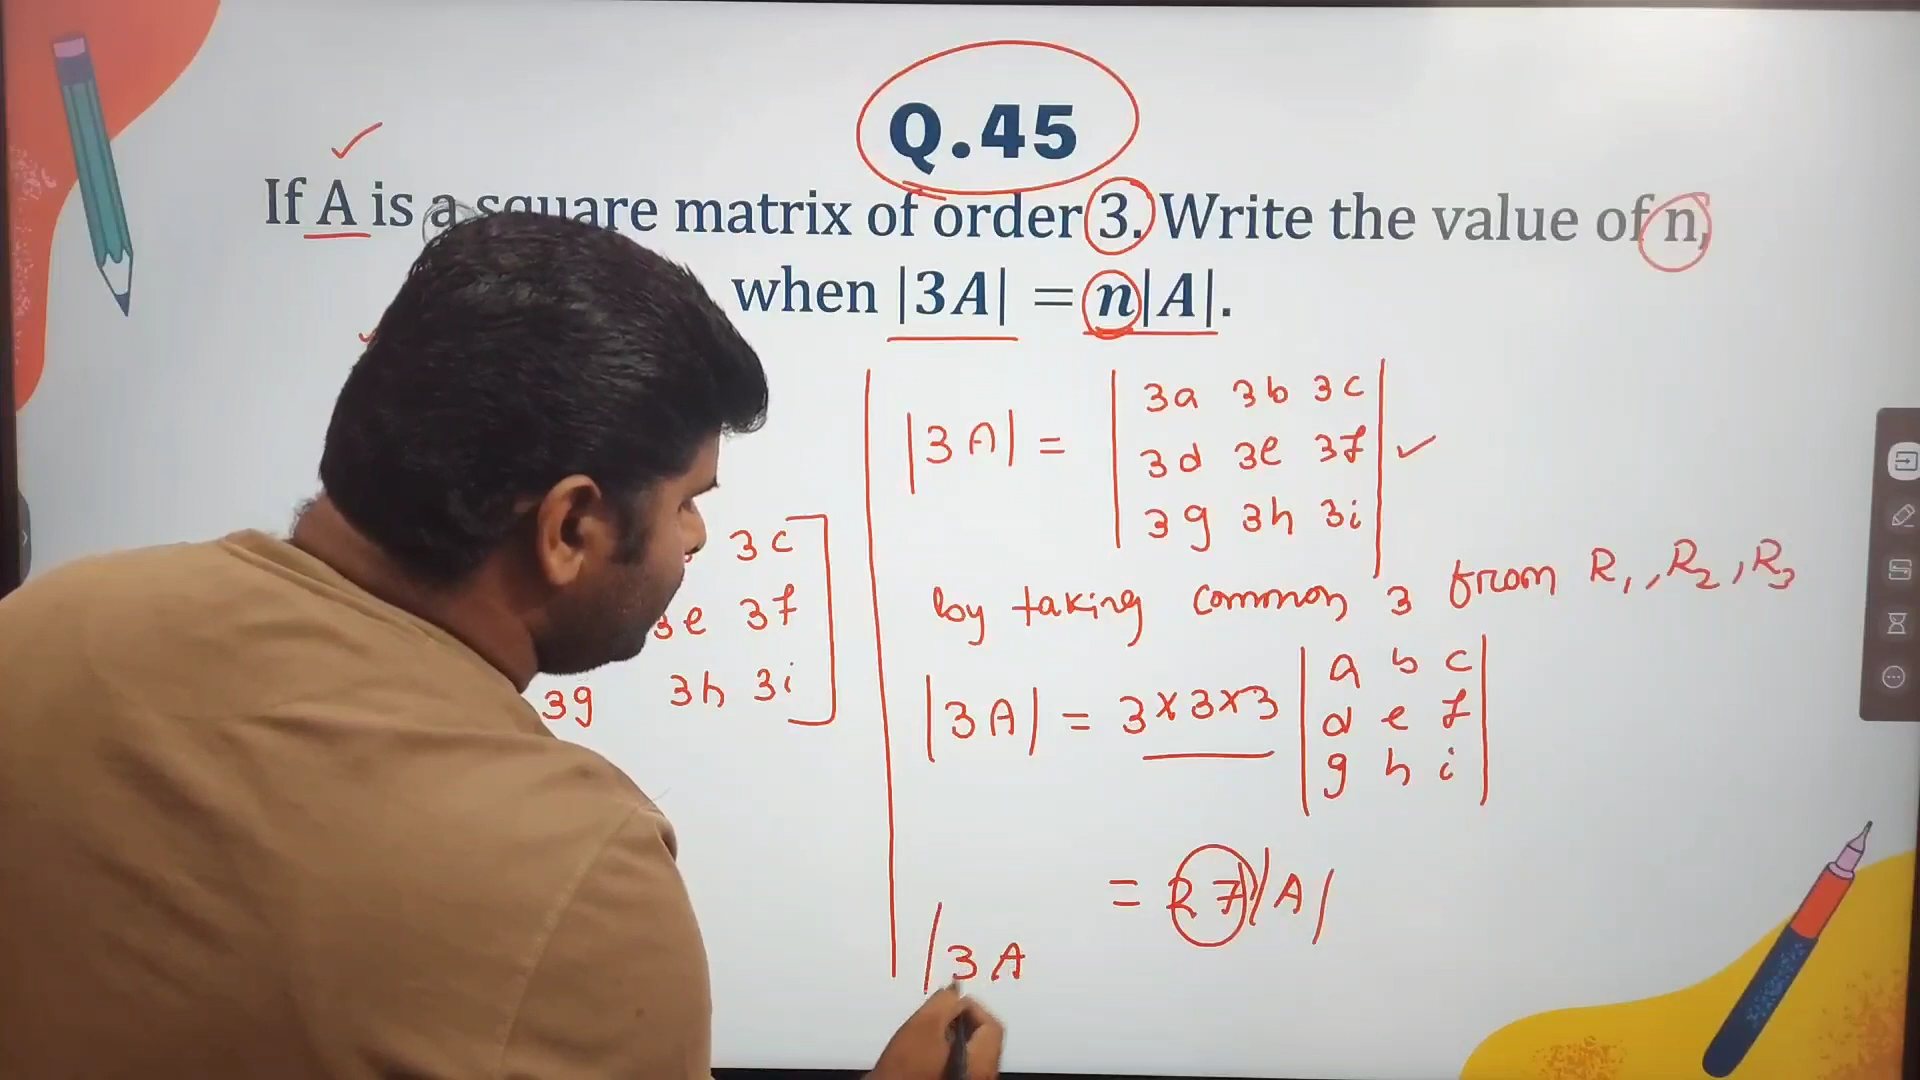 Q.45
If A is a square matrix of order 3. Write the value of n,
when |3A| = n|A|.
3c
3e 3f
3g 3h 3i
|3A| = | 3a 3b 3c |
| 3d 3e 3f |
| 3g 3h 3i |
by taking common 3 from R1, R2, R3
|3A| = 3×3×3 | a b c |
| d e f |
| g h i |
= 27|A|
|3A